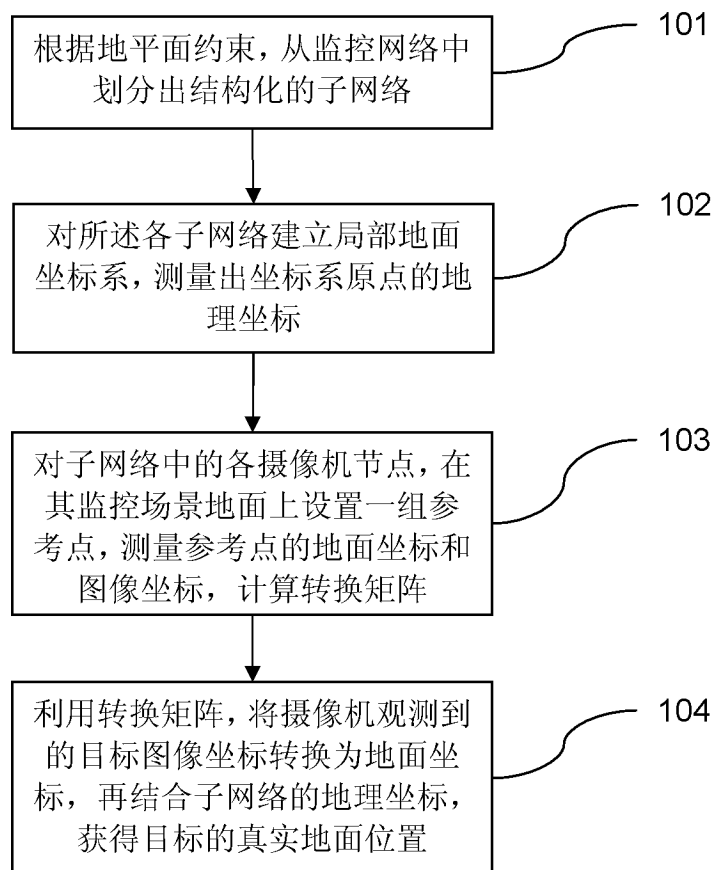 根据地平面约束，从监控网络中
划分出结构化的子网络
101
对所述各子网络建立局部地面
坐标系，测量出坐标系原点的地
理坐标
102
对子网络中的各摄像机节点，在
其监控场景地面上设置一组参
考点，测量参考点的地面坐标和
图像坐标，计算转换矩阵
103
利用转换矩阵，将摄像机观测到
的目标图像坐标转换为地面坐
标，再结合子网络的地理坐标，
获得目标的真实地面位置
104